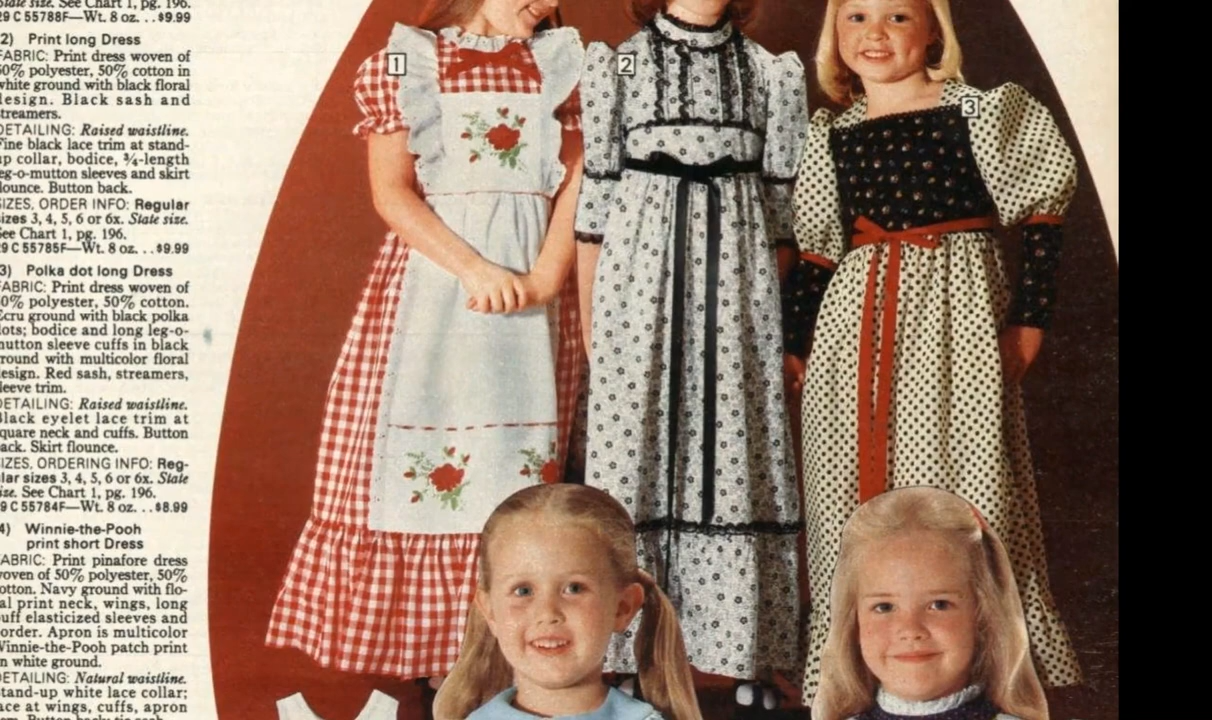 State size. See Chart 1, pg. 196.
29 C 55788F—Wt. 8 oz. . . $9.99
2) Print long Dress
FABRIC: Print dress woven of
50% polyester, 50% cotton in
white ground with black floral
design. Black sash and
streamers.
DETAILING: Raised waistline.
Fine black lace trim at stand-
up collar, bodice, ¾-length
leg-o-mutton sleeves and skirt
flounce. Button back.
SIZES, ORDER INFO: Regular
sizes 3, 4, 5, 6 or 6x. State size.
See Chart 1, pg. 196.
29 C 55785F—Wt. 8 oz. . . $9.99
3) Polka dot long Dress
FABRIC: Print dress woven of
50% polyester, 50% cotton.
Ecru ground with black polka
dots; bodice and long leg-o-
mutton sleeve cuffs in black
ground with multicolor floral
design. Red sash, streamers,
sleeve trim.
DETAILING: Raised waistline.
Black eyelet lace trim at
square neck and cuffs. Button
back. Skirt flounce.
SIZES, ORDERING INFO: Reg-
ular sizes 3, 4, 5, 6 or 6x. State
size. See Chart 1, pg. 196.
29 C 55784F—Wt. 8 oz. . . $8.99
4) Winnie-the-Pooh
print short Dress
FABRIC: Print pinafore dress
woven of 50% polyester, 50%
cotton. Navy ground with flo-
ral print neck, wings, long
puff elasticized sleeves and
border. Apron is multicolor
Winnie-the-Pooh patch print
on white ground.
DETAILING: Natural waistline.
Stand-up white lace collar;
lace at wings, cuffs, apron
1
2
3